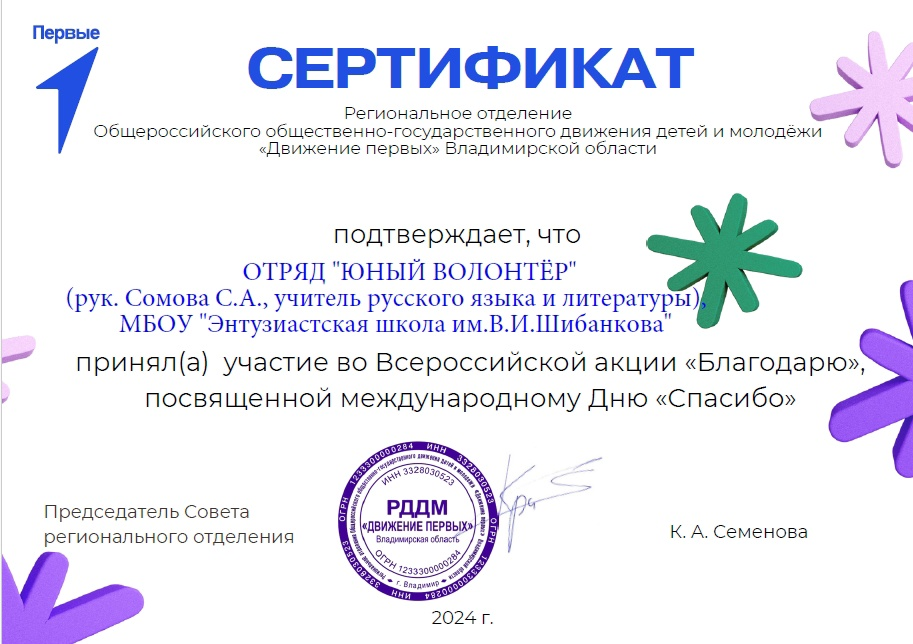 Первые
СЕРТИФИКАТ
Региональное отделение
Общероссийского общественно-государственного движения детей и молодёжи
«Движение первых» Владимирской области
подтверждает, что
ОТРЯД "ЮНЫЙ ВОЛОНТЁР"
(рук. Сомова С.А., учитель русского языка и литературы),
МБОУ "Энтузиастская школа им.В.И.Шибанкова"
принял(а) участие во Всероссийской акции «Благодарю»,
посвященной международному Дню «Спасибо»
Председатель Совета
регионального отделения
ИНН 3328030523
РДДМ
«ДВИЖЕНИЕ ПЕРВЫХ»
Владимирская область
ОГРН 1233300000284
г. Владимир
К. А. Семенова
2024 г.